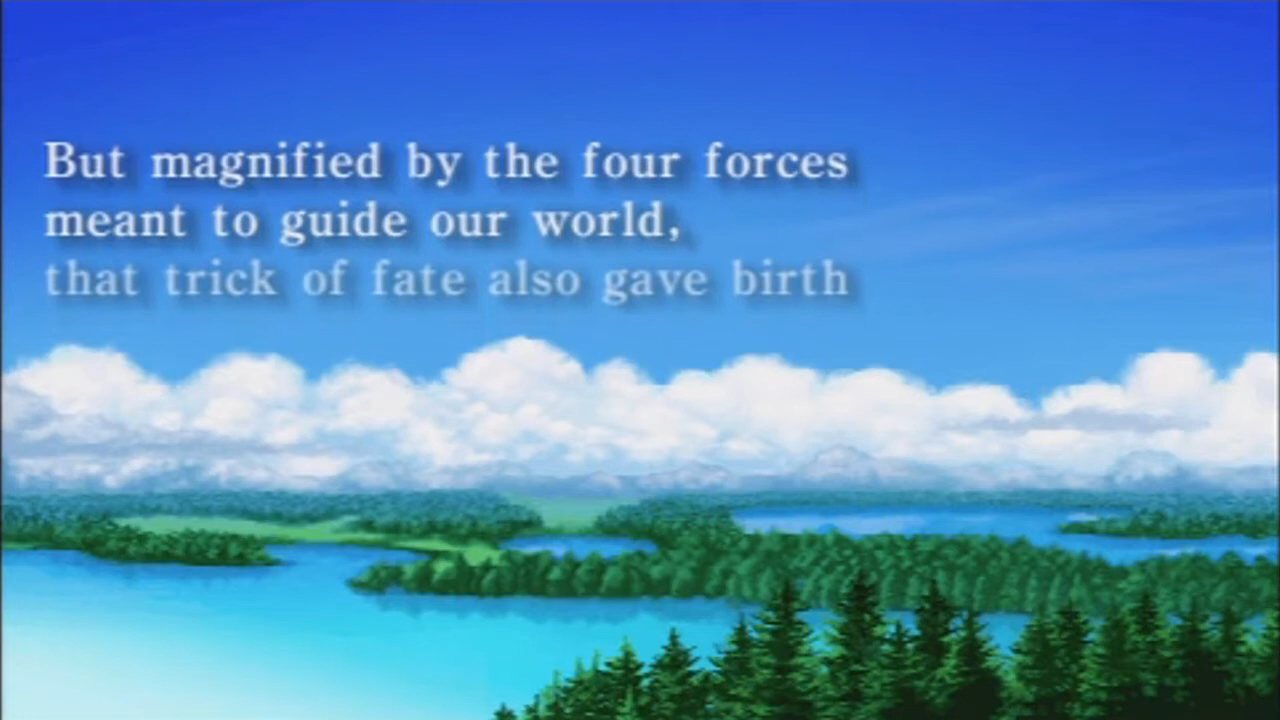 But magnified by the four forces
meant to guide our world,
that trick of fate also gave birth